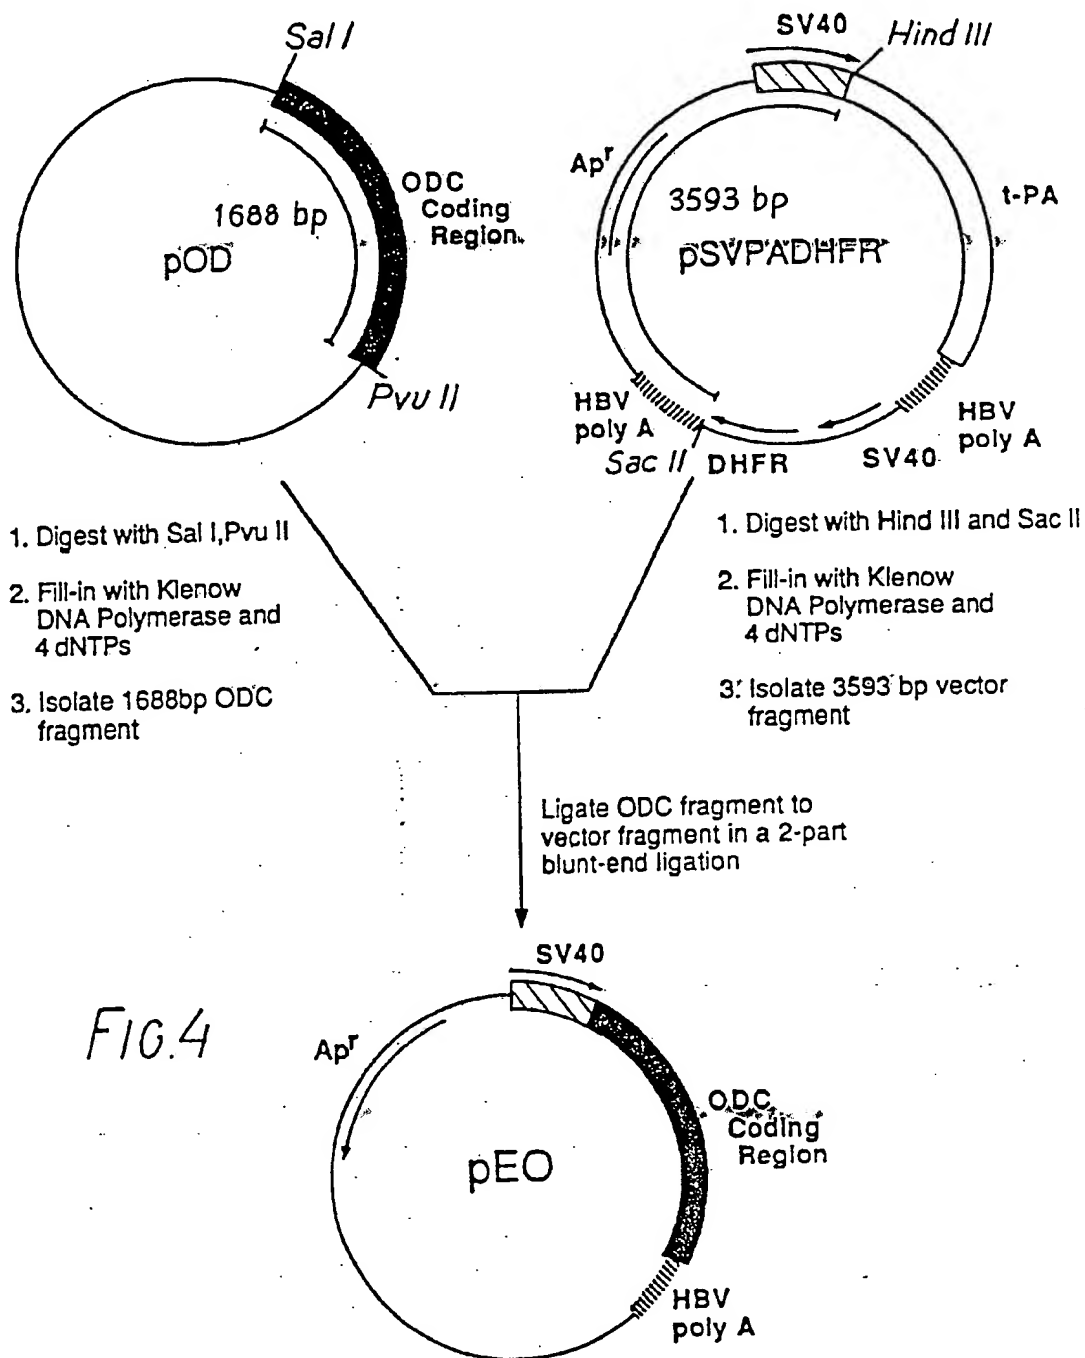 Sal I
ODC
Coding
Region.
1688 bp
pOD
Pvu II
SV40
Hind III
Apr
3593 bp
pSVPADHFR
t-PA
HBV
poly A
Sac II
DHFR
SV40
HBV
poly A
1. Digest with Sal I,Pvu II
2. Fill-in with Klenow
DNA Polymerase and
4 dNTPs
3. Isolate 1688bp ODC
fragment
1. Digest with Hind III and Sac II
2. Fill-in with Klenow
DNA Polymerase and
4 dNTPs
3. Isolate 3593 bp vector
fragment
Ligate ODC fragment to
vector fragment in a 2-part
blunt-end ligation
FIG.4
SV40
Apr
pEO
ODC
Coding
Region
HBV
poly A